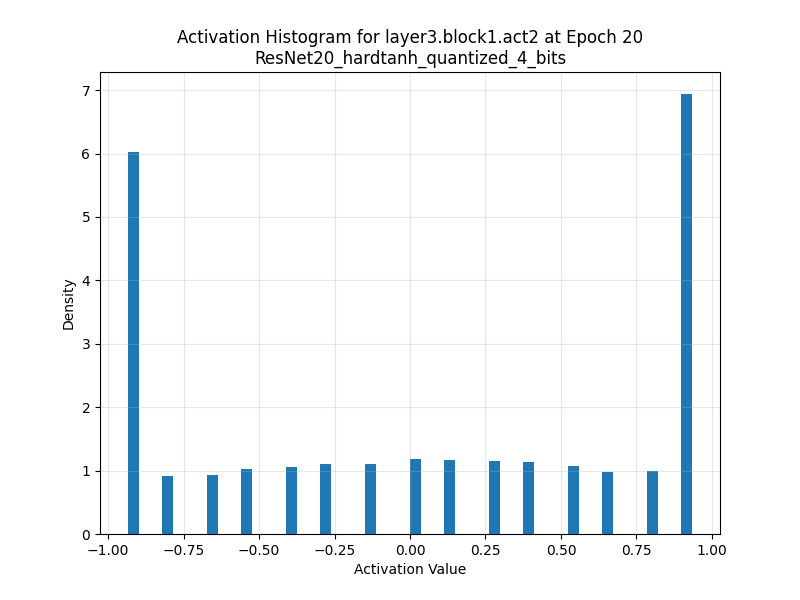 Activation Histogram for layer3.block1.act2 at Epoch 20
ResNet20_hardtanh_quantized_4_bits
Density
7
6
5
4
3
2
1
0
−1.00 −0.75 −0.50 −0.25 0.00 0.25 0.50 0.75 1.00
Activation Value